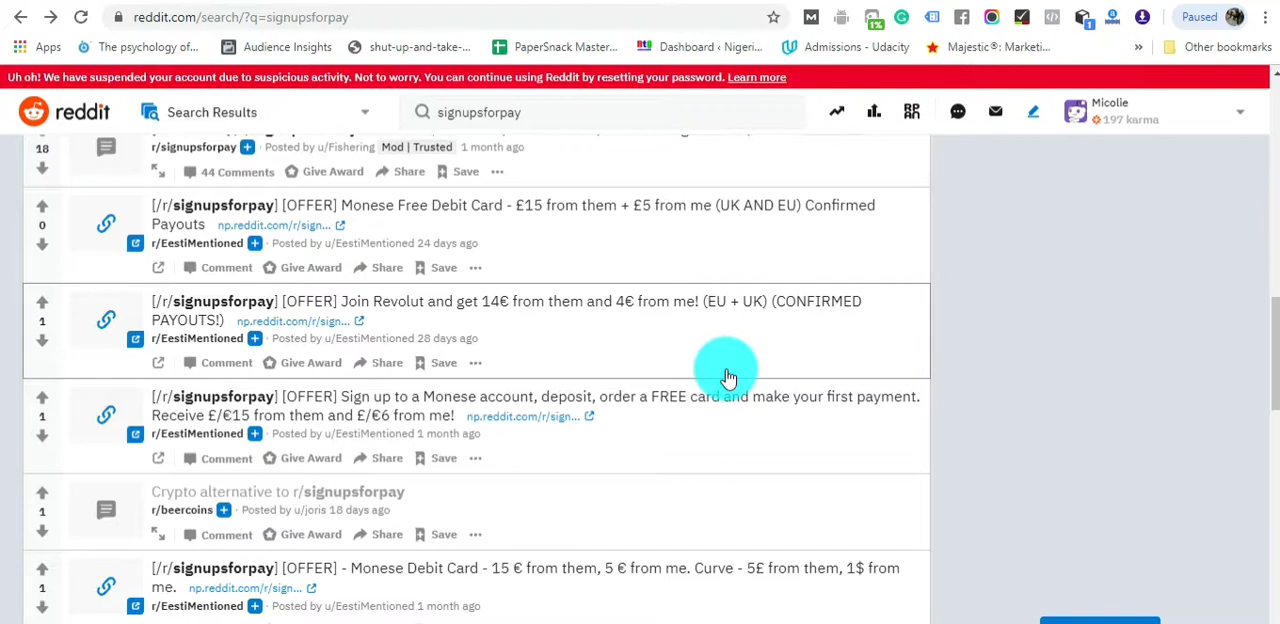 reddit.com/search/?q=signupsforpay
1%
1
Paused
Apps
The psychology of...
Audience Insights
shut-up-and-take-...
PaperSnack Master...
Dashboard ‹ Nigeri...
Admissions - Udacity
Majestic®: Marketi...
»
Other bookmarks
Uh oh! We have suspended your account due to suspicious activity. Not to worry. You can continue using Reddit by resetting your password. Learn more
reddit
Search Results
signupsforpay
Micolie
197 karma
18
r/signupsforpay • Posted by u/Fishering Mod | Trusted 1 month ago
44 Comments Give Award Share Save
0
[/r/signupsforpay] [OFFER] Monese Free Debit Card - £15 from them + £5 from me (UK AND EU) Confirmed
Payouts np.reddit.com/r/sign...
r/EestiMentioned • Posted by u/EestiMentioned 24 days ago
Comment Give Award Share Save
1
[/r/signupsforpay] [OFFER] Join Revolut and get 14€ from them and 4€ from me! (EU + UK) (CONFIRMED
PAYOUTS!) np.reddit.com/r/sign...
r/EestiMentioned • Posted by u/EestiMentioned 28 days ago
Comment Give Award Share Save
1
[/r/signupsforpay] [OFFER] Sign up to a Monese account, deposit, order a FREE card and make your first payment.
Receive £/€15 from them and £/€6 from me! np.reddit.com/r/sign...
r/EestiMentioned • Posted by u/EestiMentioned 1 month ago
Comment Give Award Share Save
1
Crypto alternative to r/signupsforpay
r/beercoins • Posted by u/joris 18 days ago
Comment Give Award Share Save
1
[/r/signupsforpay] [OFFER] - Monese Debit Card - 15 € from them, 5 € from me. Curve - 5£ from them, 1$ from
me. np.reddit.com/r/sign...
r/EestiMentioned • Posted by u/EestiMentioned 1 month ago